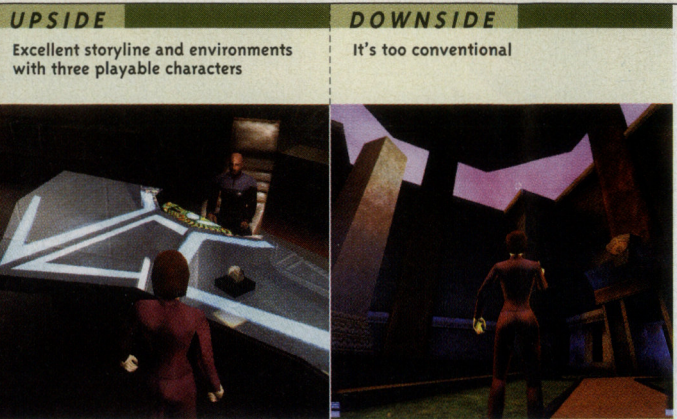 UPSIDE
Excellent storyline and environments
with three playable characters
DOWNSIDE
It's too conventional